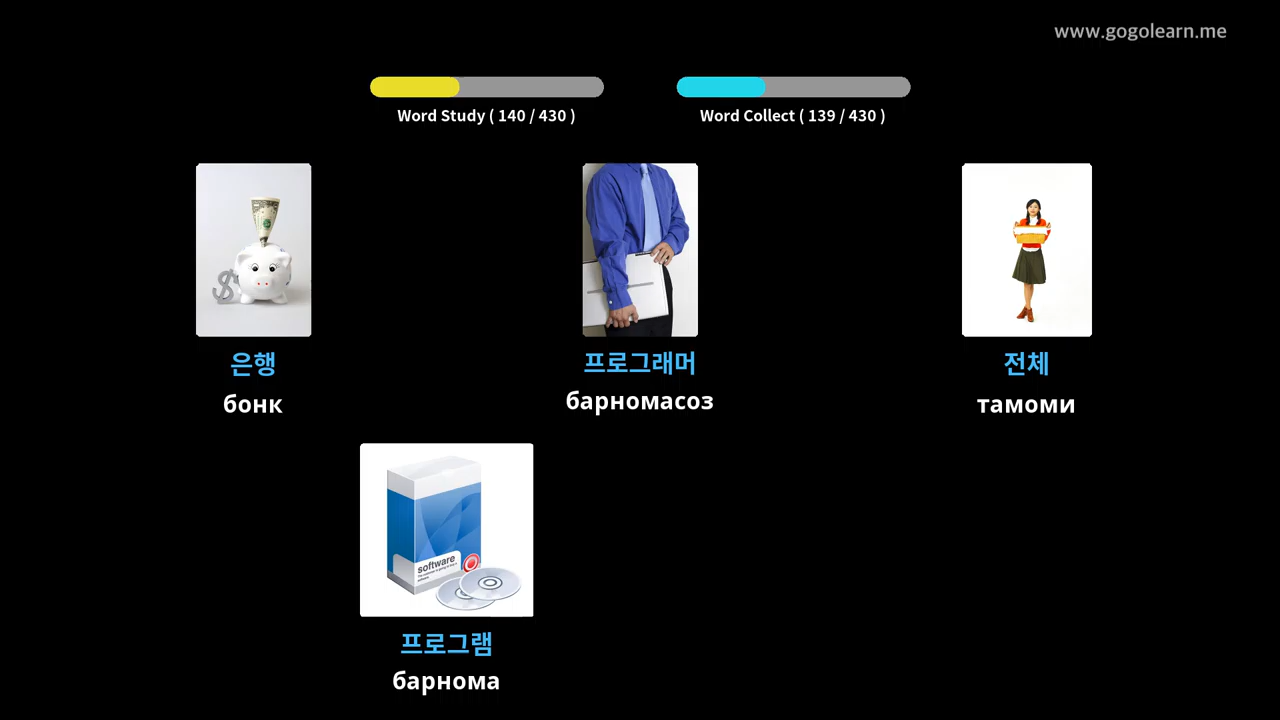 www.gogolearn.me
Word Study ( 140 / 430 )
Word Collect ( 139 / 430 )
은행
бонк
프로그래머
барномасоз
전체
тамоми
software
프로그램
барнома